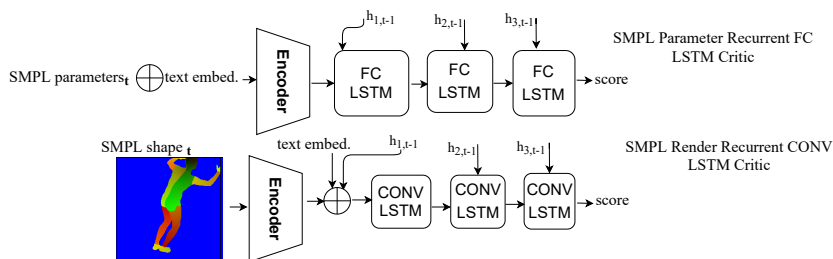 h1,t-1
h2,t-1
h3,t-1
SMPL Parameter Recurrent FC
LSTM Critic
SMPL parameterst
text embed.
Encoder
FC
LSTM
FC
LSTM
FC
LSTM
score
SMPL shape t
text embed.
h1,t-1
h2,t-1
h3,t-1
SMPL Render Recurrent CONV
LSTM Critic
Encoder
CONV
LSTM
CONV
LSTM
CONV
LSTM
score